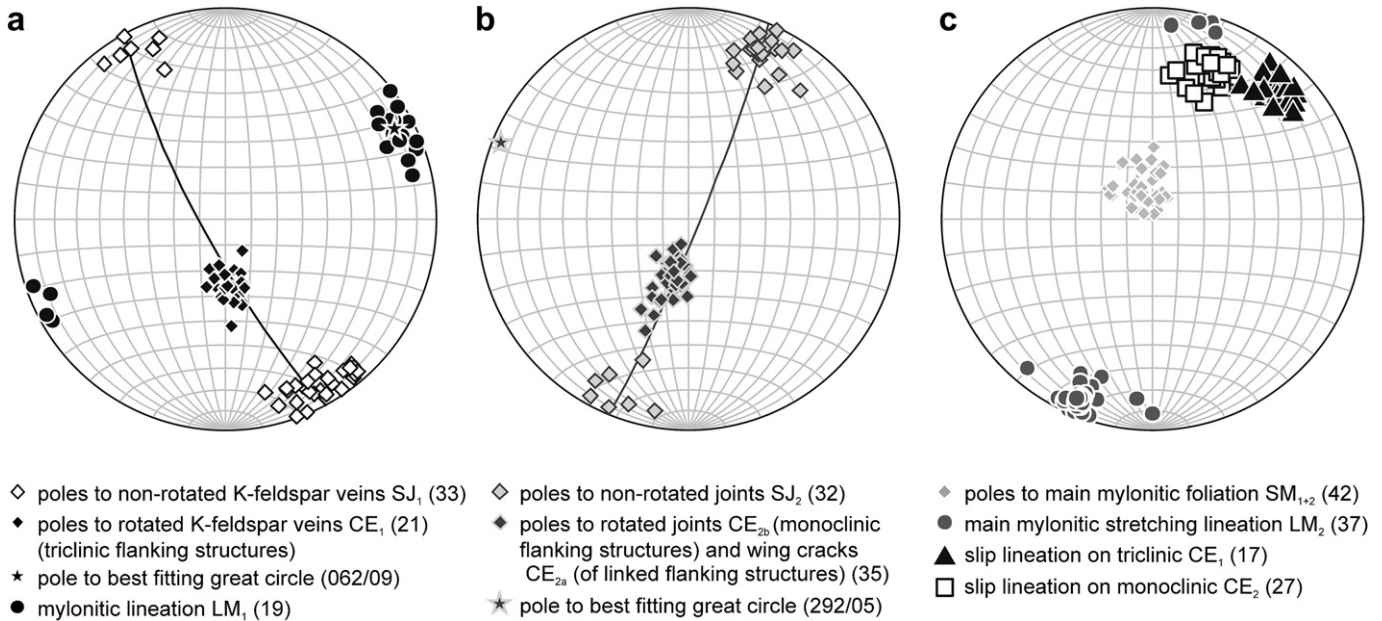 a
b
c
poles to non-rotated K-feldspar veins SJ₁ (33)
poles to rotated K-feldspar veins CE₁ (21)
(triclinic flanking structures)
pole to best fitting great circle (062/09)
mylonitic lineation LM₁ (19)
poles to non-rotated joints SJ₂ (32)
poles to rotated joints CE₂b (monoclinic
flanking structures) and wing cracks
CE₂a (of linked flanking structures) (35)
pole to best fitting great circle (292/05)
poles to main mylonitic foliation SM₁₊₂ (42)
main mylonitic stretching lineation LM₂ (37)
slip lineation on triclinic CE₁ (17)
slip lineation on monoclinic CE₂ (27)